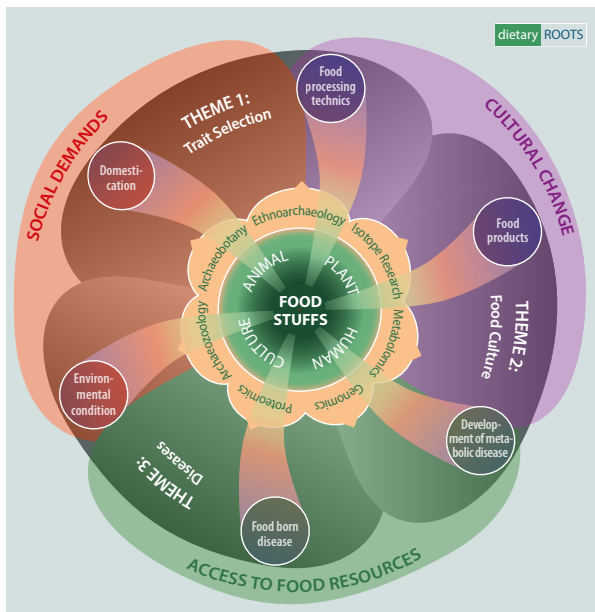 dietary ROOTS
SOCIAL DEMANDS
CULTURAL CHANGE
ACCESS TO FOOD RESOURCES
THEME 1:
Trait Selection
THEME 2:
Food Culture
THEME 3:
Diseases
Food
processing
technics
Food
products
Develop-
ment of meta-
bolic disease
Food born
disease
Environ-
mental
condition
Domesti-
cation
Ethnoarchaeology
Isotope Research
Metabolomics
Genomics
Proteomics
Archaeozoology
Archaeobotany
ANIMAL
PLANT
HUMAN
CULTURE
FOOD
STUFFS